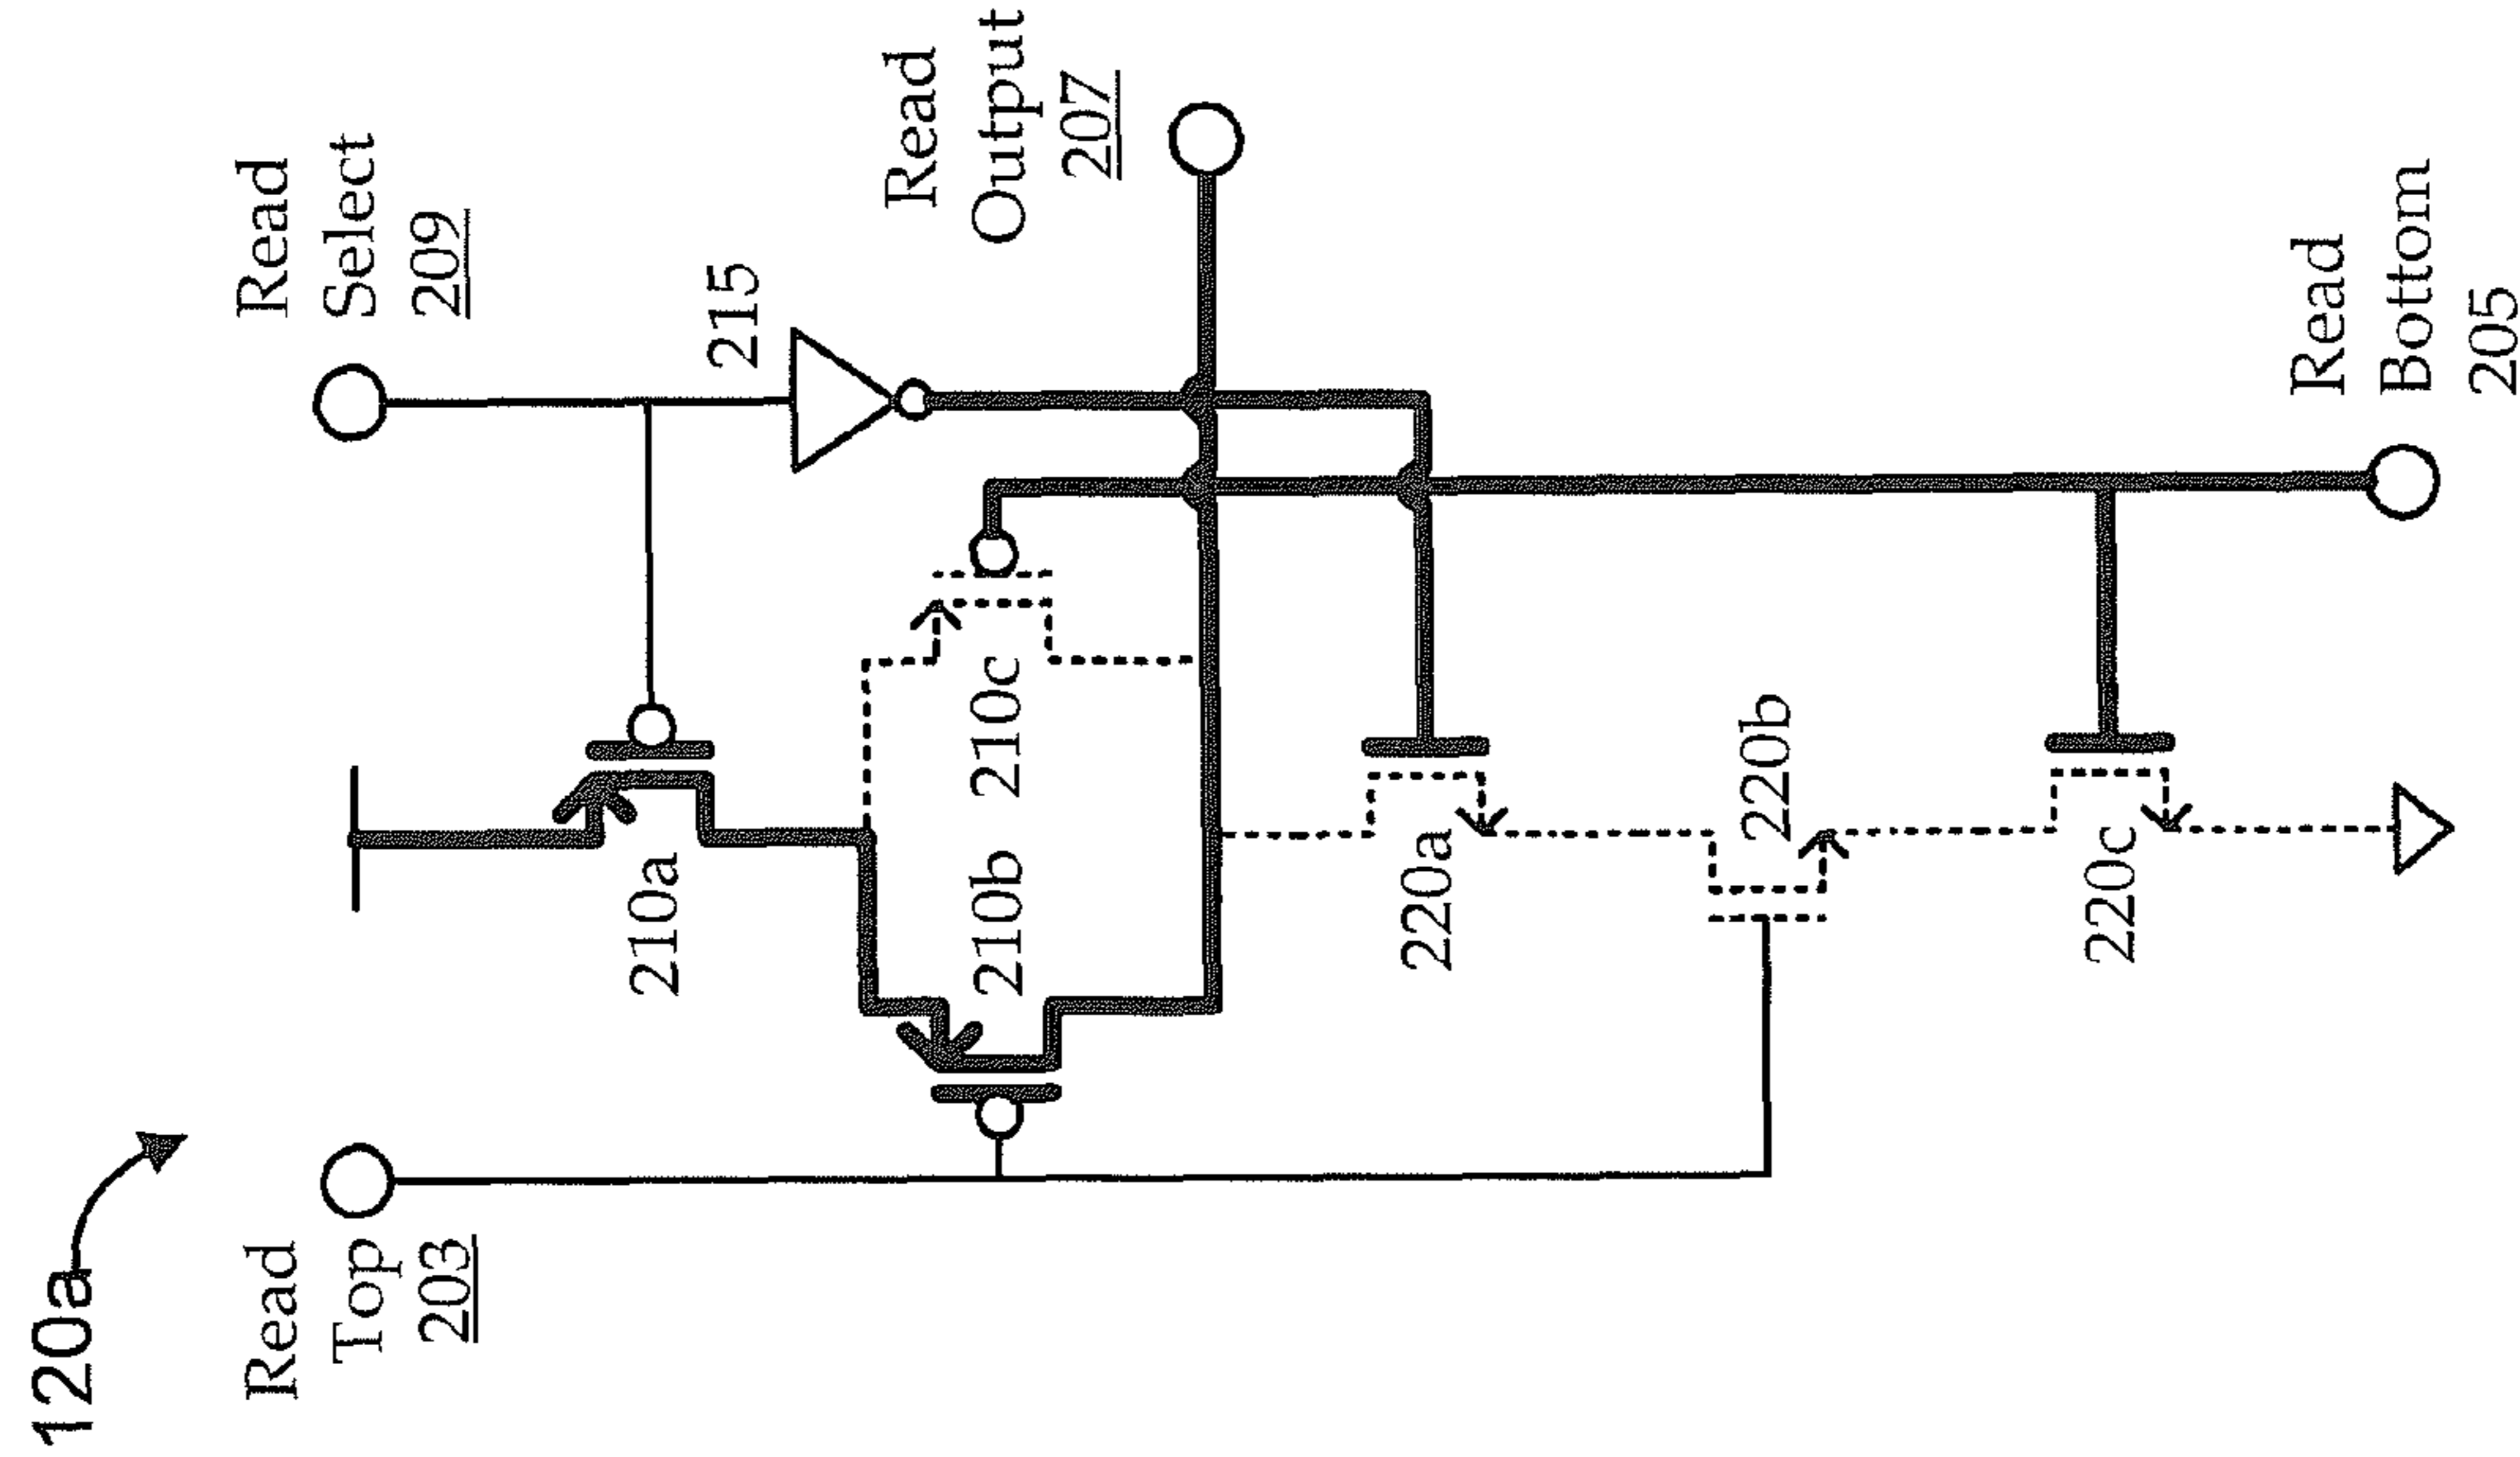 120a
Read
Top
203
Read
Select
209
215
Read
Output
207
210a
210b
210c
220a
220b
220c
Read
Bottom
205